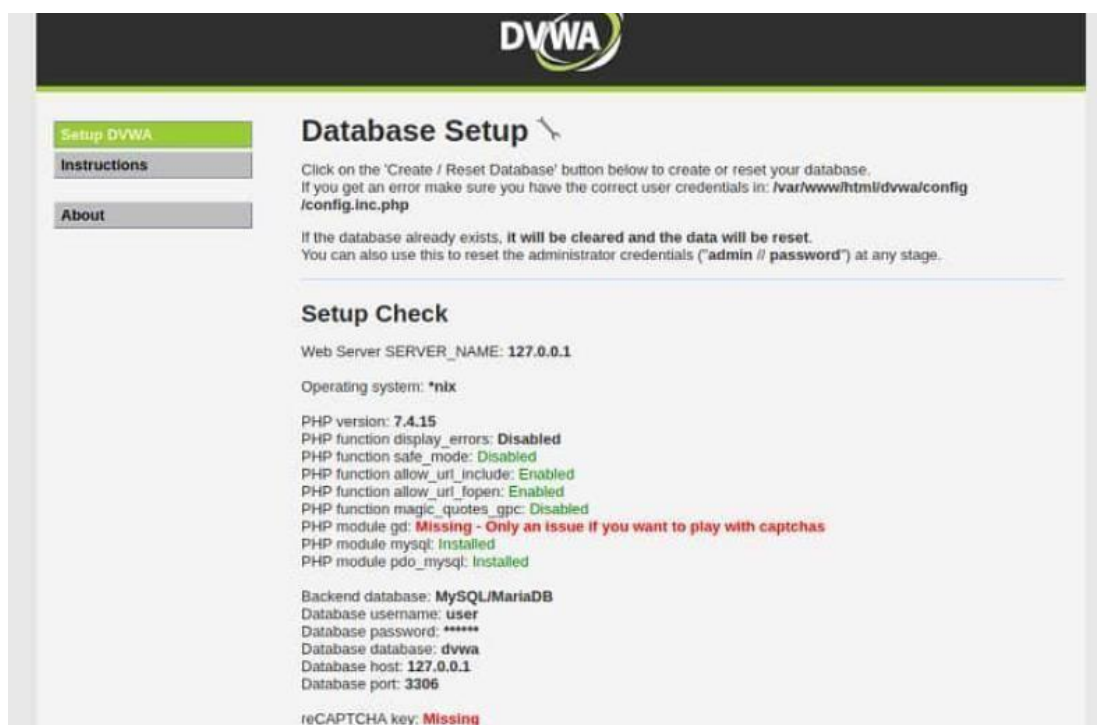 DVWA
Setup DVWA
Instructions
About
Database Setup
Click on the 'Create / Reset Database' button below to create or reset your database.
If you get an error make sure you have the correct user credentials in: /var/www/html/dvwa/config
/config.inc.php
If the database already exists, it will be cleared and the data will be reset.
You can also use this to reset the administrator credentials ("admin // password") at any stage.
Setup Check
Web Server SERVER_NAME: 127.0.0.1
Operating system: *nix
PHP version: 7.4.15
PHP function display_errors: Disabled
PHP function safe_mode: Disabled
PHP function allow_url_include: Enabled
PHP function allow_url_fopen: Enabled
PHP function magic_quotes_gpc: Disabled
PHP module gd: Missing - Only an issue if you want to play with captchas
PHP module mysql: Installed
PHP module pdo_mysql: Installed
Backend database: MySQL/MariaDB
Database username: user
Database password: ******
Database database: dvwa
Database host: 127.0.0.1
Database port: 3306
reCAPTCHA key: Missing